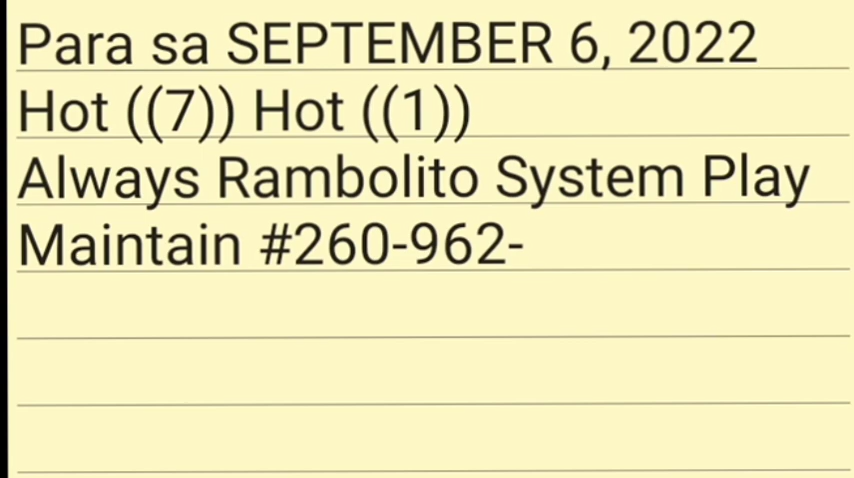 Para sa SEPTEMBER 6, 2022
Hot ((7)) Hot ((1))
Always Rambolito System Play
Maintain #260-962-